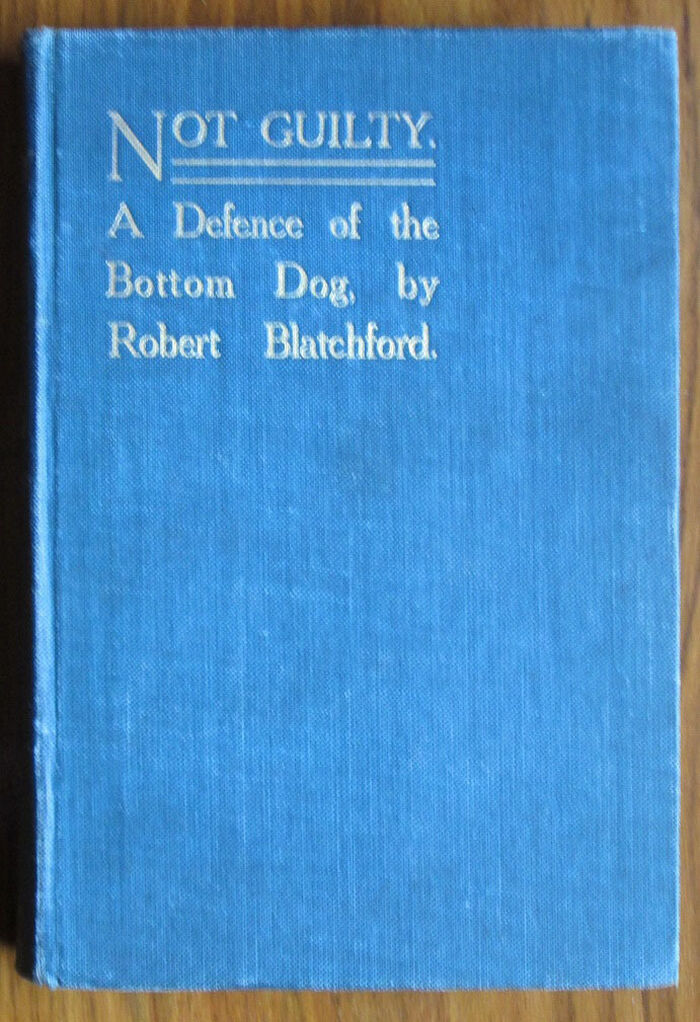 NOT GUILTY.
A Defence of the
Bottom Dog, by
Robert Blatchford.